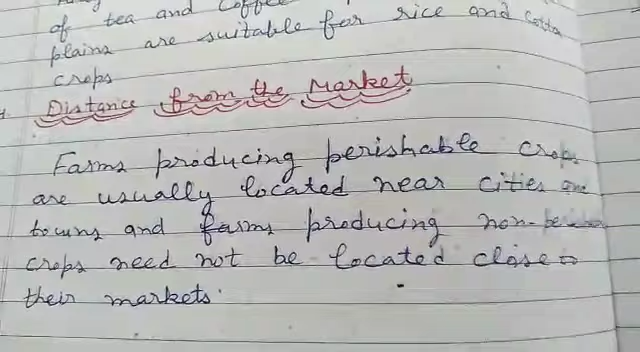 of tea and Coffee
plains are suitable for rice and Cotton
crops
Distance from the Market
Farms producing perishable crops
are usually located near cities
towns and farms producing non-
crops need not be located close
their markets.